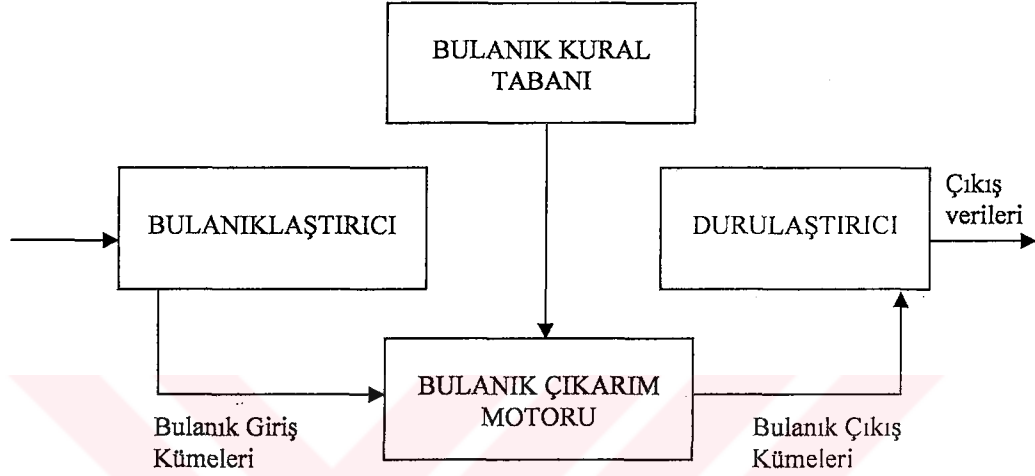 BULANIK KURAL
TABANI
BULANIKLAŞTIRICI
DURULAŞTIRICI
Çıkış
verileri
BULANIK ÇIKARIM
MOTORU
Bulanık Giriş
Kümeleri
Bulanık Çıkış
Kümeleri